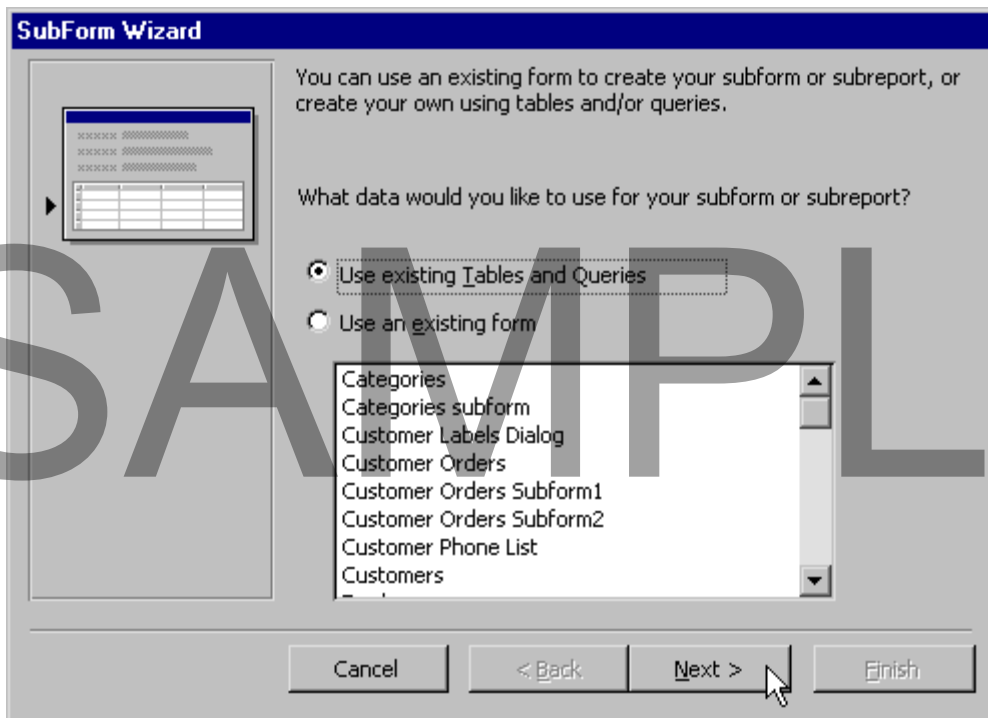 SubForm Wizard
You can use an existing form to create your subform or subreport, or
create your own using tables and/or queries.
What data would you like to use for your subform or subreport?
Use existing Tables and Queries
Use an existing form
Categories
Categories subform
Customer Labels Dialog
Customer Orders
Customer Orders Subform1
Customer Orders Subform2
Customer Phone List
Customers
Cancel
< Back
Next >
Finish
SAMPL